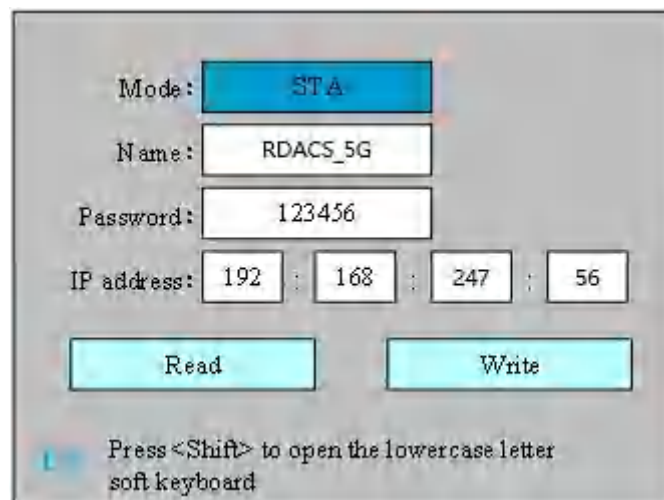 Mode: STA
Name: RDACS_5G
Password: 123456
IP address: 192 : 168 : 247 : 56
Read Write
Press <Shift> to open the lowercase letter
soft keyboard